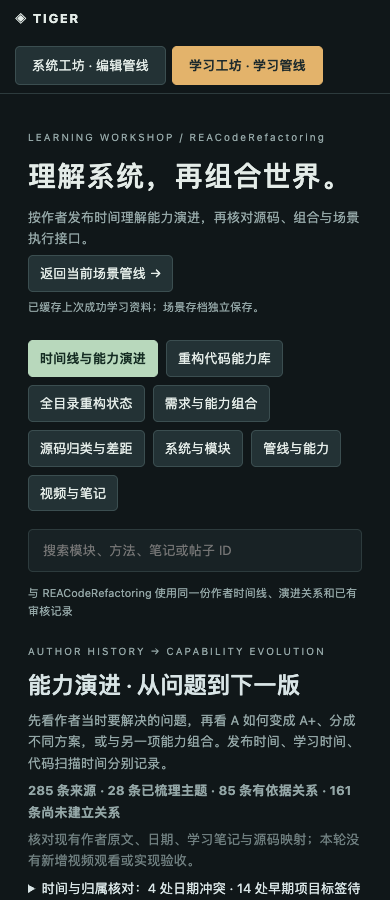 ◈ TIGER
系统工坊 · 编辑管线
学习工坊 · 学习管线
LEARNING WORKSHOP / REACodeRefactoring
理解系统，再组合世界。
按作者发布时间理解能力演进，再核对源码、组合与场景
执行接口。
返回当前场景管线 →
已缓存上次成功学习资料；场景存档独立保存。
时间线与能力演进
重构代码能力库
全目录重构状态
需求与能力组合
源码归类与差距
系统与模块
管线与能力
视频与笔记
搜索模块、方法、笔记或帖子 ID
与 REACodeRefactoring 使用同一份作者时间线、演进关系和已有
审核记录
AUTHOR HISTORY → CAPABILITY EVOLUTION
能力演进 · 从问题到下一版
先看作者当时要解决的问题，再看 A 如何变成 A+、分成
不同方案，或与另一项能力组合。发布时间、学习时间、
代码扫描时间分别记录。
285 条来源 · 28 条已梳理主题 · 85 条有依据关系 · 161
条尚未建立关系
核对现有作者原文、日期、学习笔记与源码映射；本轮没
有新增视频观看或实现验收。
▶ 时间与归属核对：4 处日期冲突 · 14 处早期项目标签待